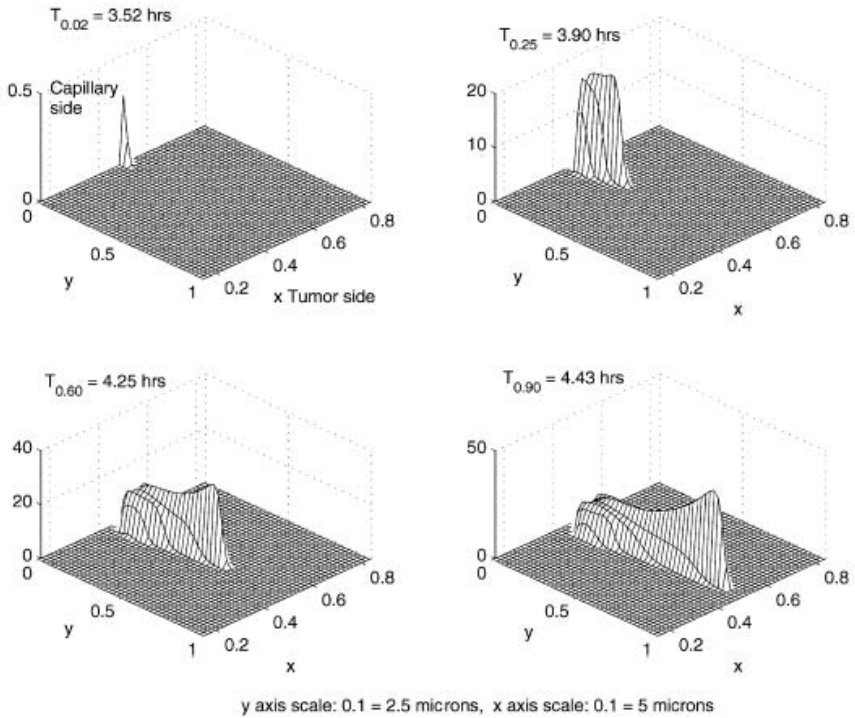 T0.02 = 3.52 hrs
0.5
Capillary
side
0
0
0.5
y
1
0.2
0.4
0.6
0.8
x Tumor side
T0.25 = 3.90 hrs
20
10
0
0
0.5
y
1
0.2
0.4
0.6
0.8
x
T0.60 = 4.25 hrs
40
20
0
0
0.5
y
1
0.2
0.4
0.6
0.8
x
T0.90 = 4.43 hrs
50
0
0
0.5
y
1
0.2
0.4
0.6
0.8
x
y axis scale: 0.1 = 2.5 microns, x axis scale: 0.1 = 5 microns